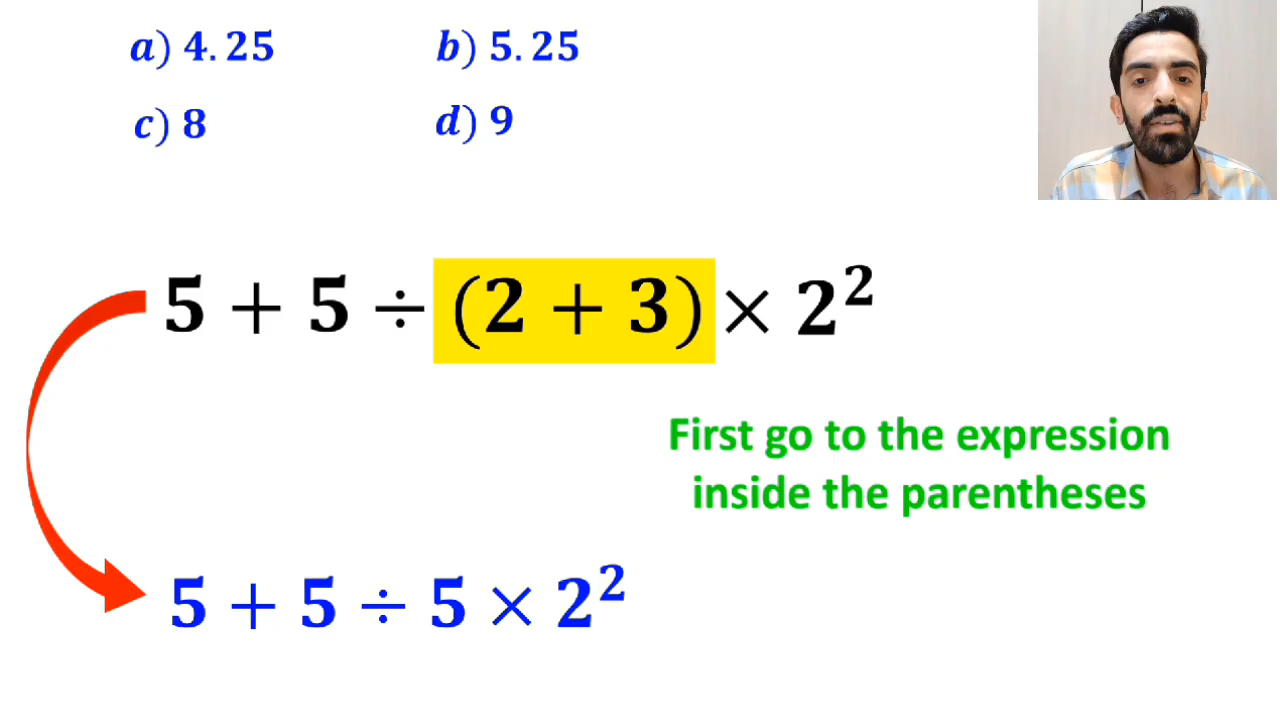 a) 4.25 b) 5.25
c) 8 d) 9
5 + 5 ÷ (2 + 3) × 2²
First go to the expression
inside the parentheses
5 + 5 ÷ 5 × 2²